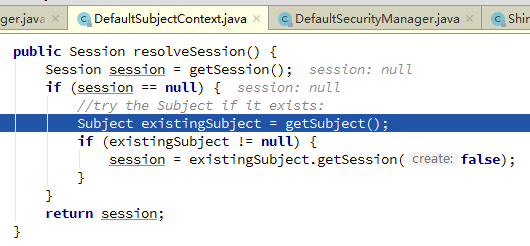 ger.java × DefaultSubjectContext.java × DefaultSecurityManager.java × Shir
public Session resolveSession() {
Session session = getSession(); session: null
if (session == null) { session: null
//try the Subject if it exists:
Subject existingSubject = getSubject();
if (existingSubject != null) {
session = existingSubject.getSession( create: false);
}
}
return session;
}